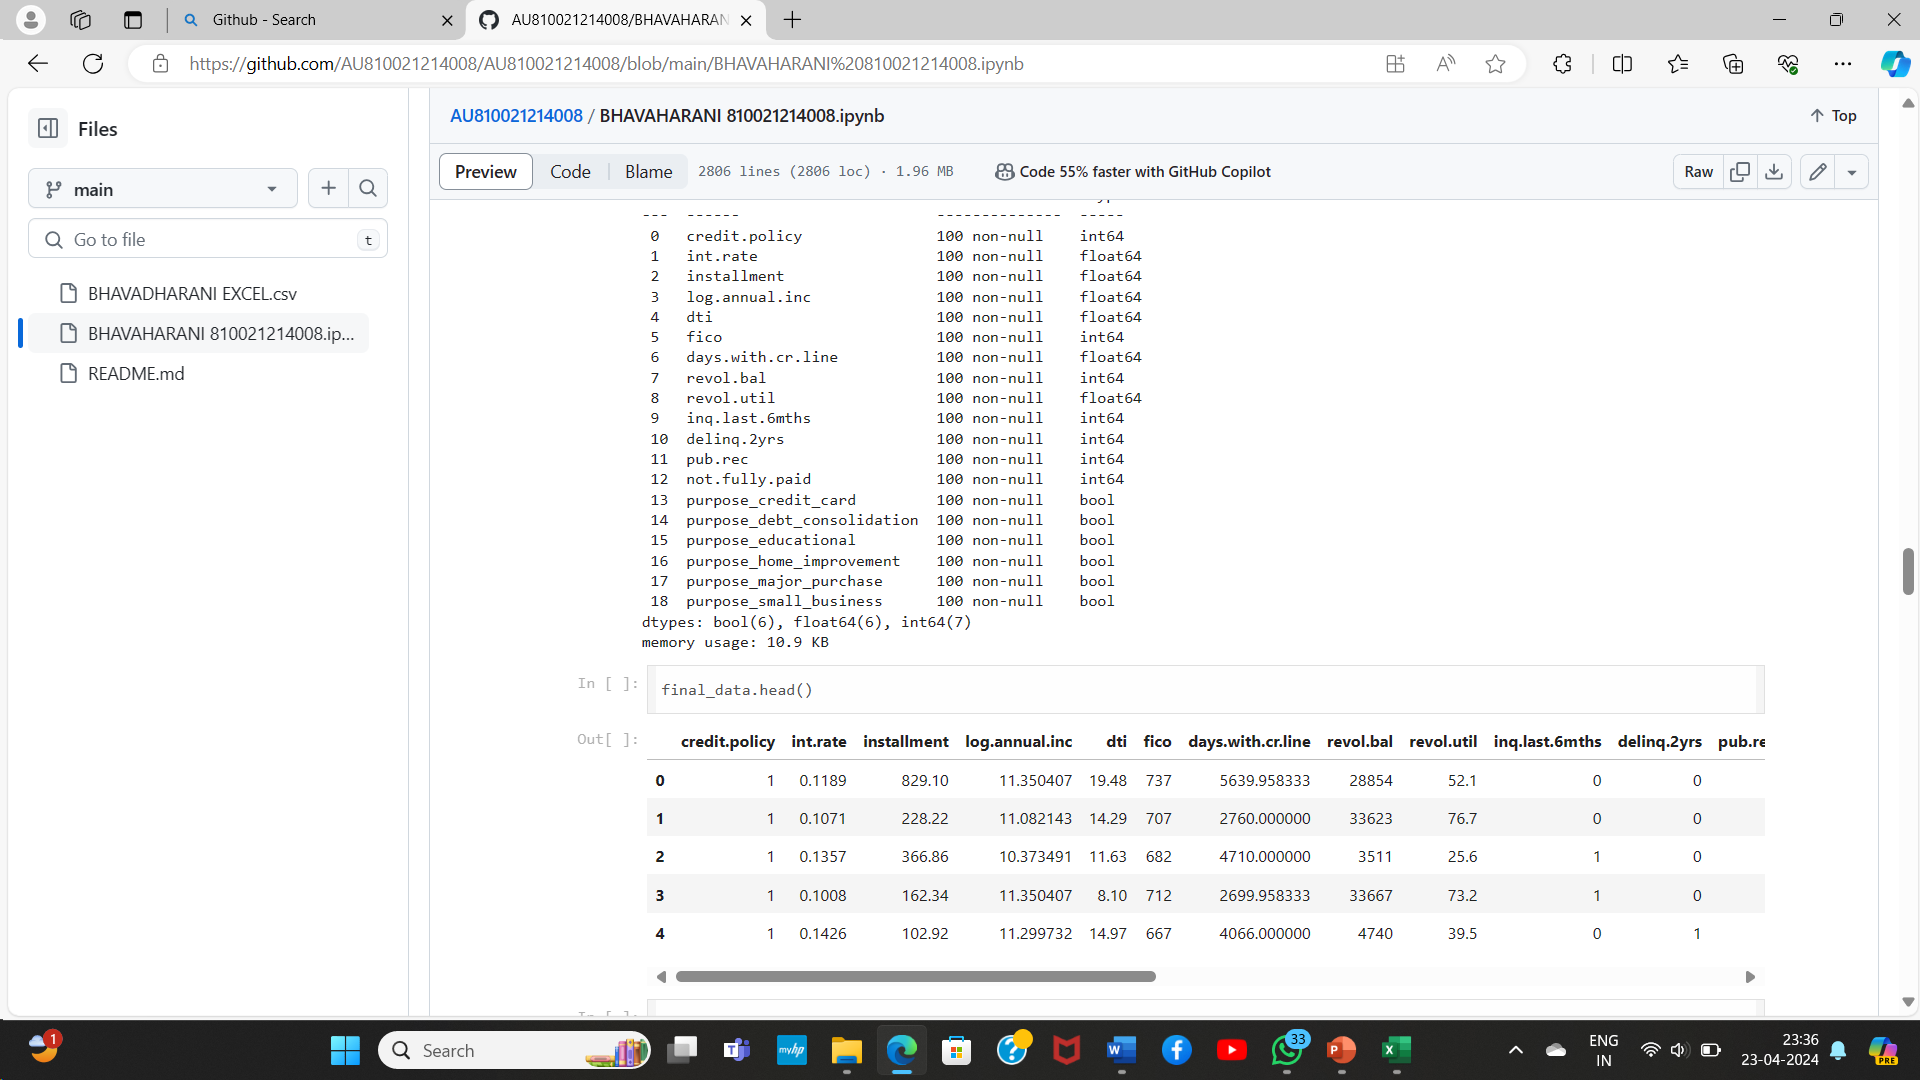 Github - Search
AU810021214008/BHAVAHARAN
https://github.com/AU810021214008/AU810021214008/blob/main/BHAVAHARANI%20810021214008.ipynb
Files
main
Go to file
t
BHAVADHARANI EXCEL.csv
BHAVAHARANI 810021214008.ip...
README.md
AU810021214008 / BHAVAHARANI 810021214008.ipynb
Top
Preview Code Blame 2806 lines (2806 loc) · 1.96 MB Code 55% faster with GitHub Copilot Raw
--- ------ -------------- -----
0 credit.policy 100 non-null int64
1 int.rate 100 non-null float64
2 installment 100 non-null float64
3 log.annual.inc 100 non-null float64
4 dti 100 non-null float64
5 fico 100 non-null int64
6 days.with.cr.line 100 non-null float64
7 revol.bal 100 non-null int64
8 revol.util 100 non-null float64
9 inq.last.6mths 100 non-null int64
10 delinq.2yrs 100 non-null int64
11 pub.rec 100 non-null int64
12 not.fully.paid 100 non-null int64
13 purpose_credit_card 100 non-null bool
14 purpose_debt_consolidation 100 non-null bool
15 purpose_educational 100 non-null bool
16 purpose_home_improvement 100 non-null bool
17 purpose_major_purchase 100 non-null bool
18 purpose_small_business 100 non-null bool
dtypes: bool(6), float64(6), int64(7)
memory usage: 10.9 KB
In [ ]: final_data.head()
Out[ ]: credit.policy int.rate installment log.annual.inc dti fico days.with.cr.line revol.bal revol.util inq.last.6mths delinq.2yrs pub.re
0 1 0.1189 829.10 11.350407 19.48 737 5639.958333 28854 52.1 0 0
1 1 0.1071 228.22 11.082143 14.29 707 2760.000000 33623 76.7 0 0
2 1 0.1357 366.86 10.373491 11.63 682 4710.000000 3511 25.6 1 0
3 1 0.1008 162.34 11.350407 8.10 712 2699.958333 33667 73.2 1 0
4 1 0.1426 102.92 11.299732 14.97 667 4066.000000 4740 39.5 0 1
1
Search
myhp
33
ENG
IN
23:36
23-04-2024
PRE